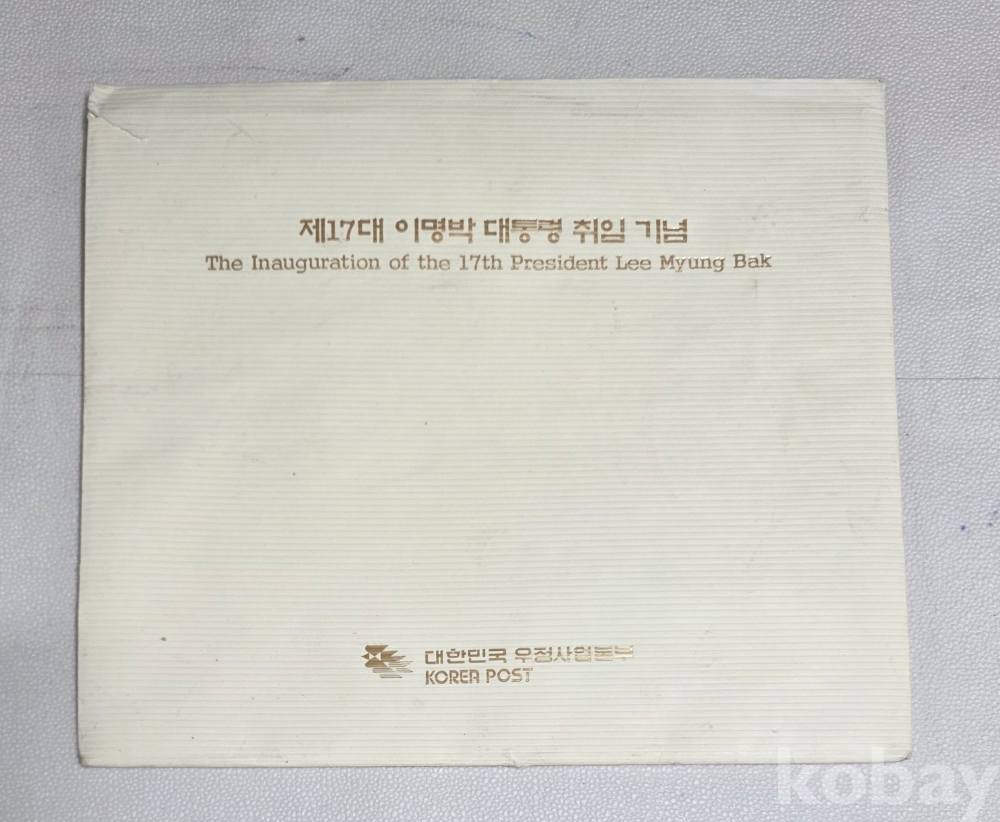 제17대 이명박 대통령 취임 기념
The Inauguration of the 17th President Lee Myung Bak
대한민국 우정사업본부
KOREA POST
kobay